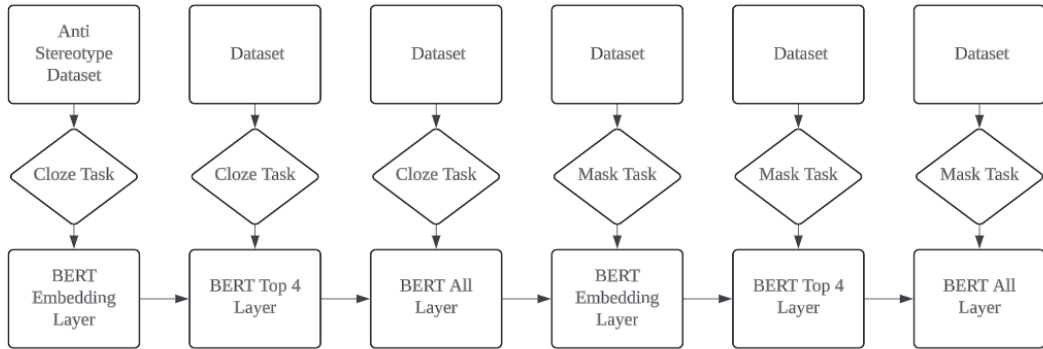 Anti
Stereotype
Dataset
Dataset
Dataset
Dataset
Dataset
Dataset
Cloze Task
Cloze Task
Cloze Task
Mask Task
Mask Task
Mask Task
BERT
Embedding
Layer
BERT Top 4
Layer
BERT All
Layer
BERT
Embedding
Layer
BERT Top 4
Layer
BERT All
Layer